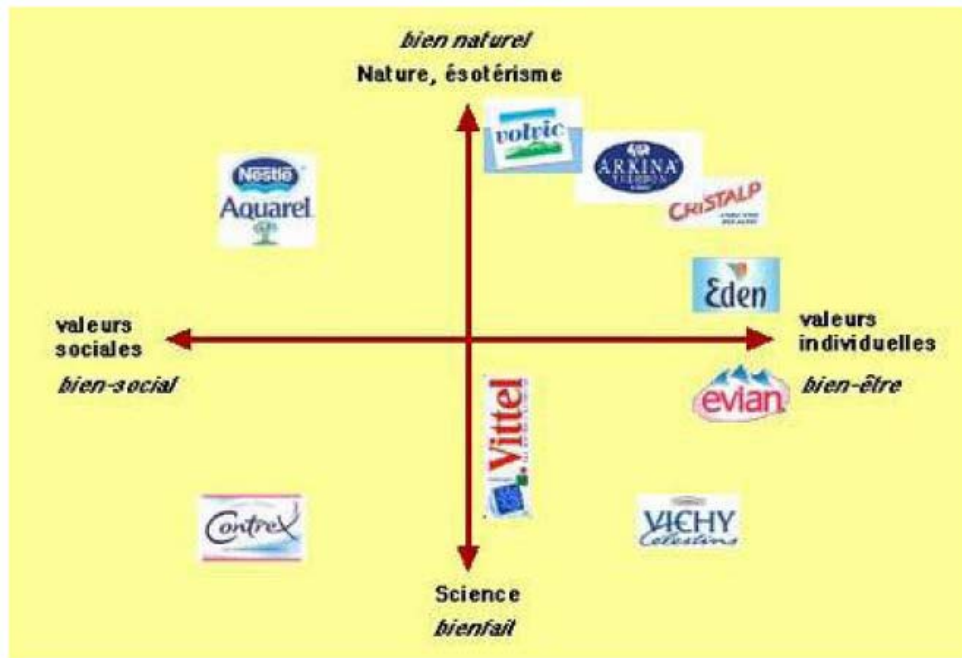 bien naturel
Nature, ésotérisme
volvic
ARKINA
YVERDON
CRISTALP
Nestlé
Aquarel
Eden
valeurs
sociales
bien-social
valeurs
individuelles
bien-être
evian
Vittel
Contrex
VICHY
Célestins
Science
bienfait